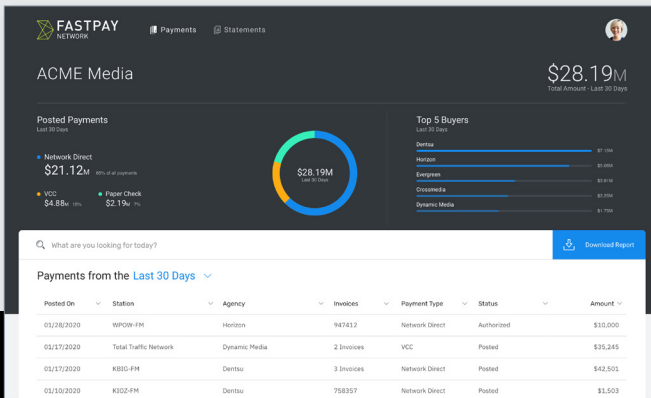 FASTPAY
NETWORK
Payments
Statements
ACME Media
$28.19M
Total Amount - Last 30 Days
Posted Payments
Last 30 Days
Network Direct
$21.12M
of all payments
VCC
Paper Check
$4.88M
$2.19M 7%
$28.19M
Last 30 Days
Top 5 Buyers
Last 30 Days
Dentsu
Horizon
Evergreen
Crossmedia
Dynamic Media
What are you looking for today?
Download Report
Payments from the Last 30 Days
Posted On Station Agency Invoices Payment Type Status Amount
01/28/2020 WPOW-FM Horizon 947412 Network Direct Authorized $10,000
01/17/2020 Total Traffic Network Dynamic Media 2 Invoices VCC Posted $35,245
01/17/2020 KBIG-FM Dentsu 3 Invoices Network Direct Posted $42,501
01/10/2020 KIOZ-FM Dentsu 758357 Network Direct Posted $1,503